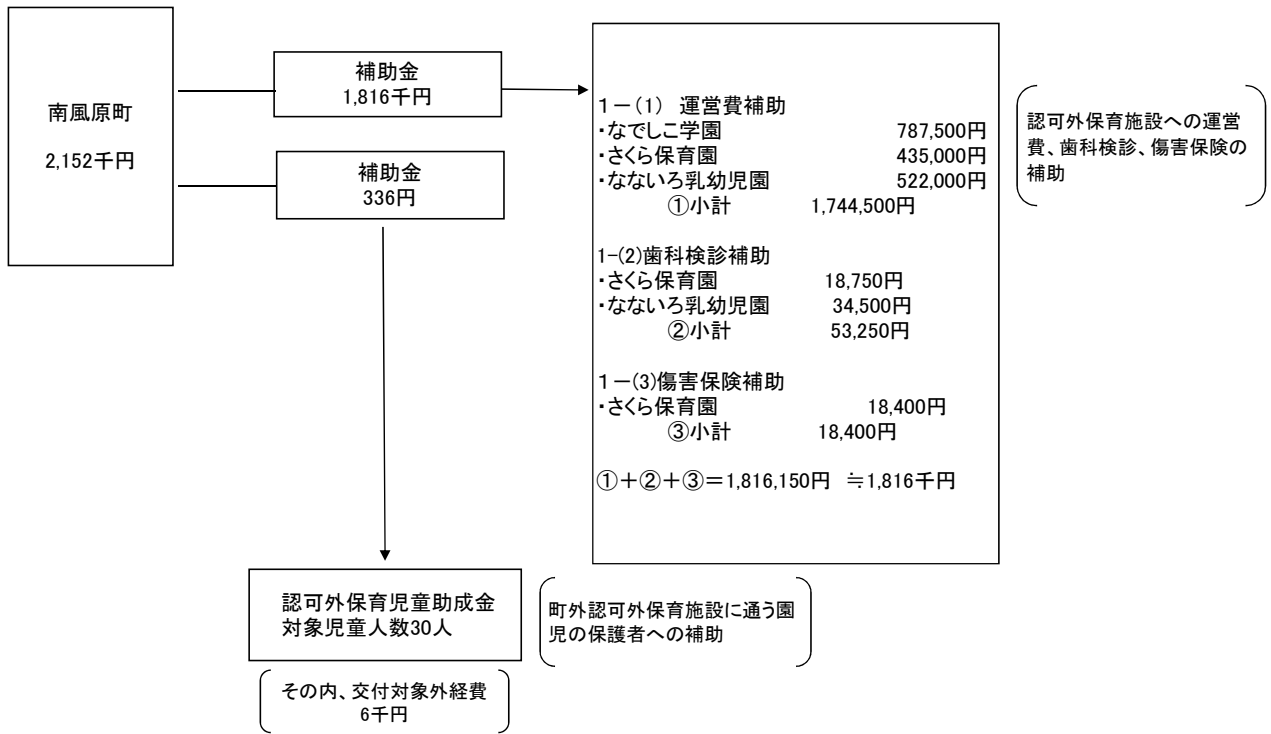 南風原町
2,152千円
補助金
1,816千円
補助金
336円
1-(1) 運営費補助
・なでしこ学園 787,500円
・さくら保育園 435,000円
・なないろ乳幼児園 522,000円
①小計 1,744,500円
1-(2)歯科検診補助
・さくら保育園 18,750円
・なないろ乳幼児園 34,500円
②小計 53,250円
1-(3)傷害保険補助
・さくら保育園 18,400円
③小計 18,400円
①+②+③=1,816,150円 ≒1,816千円
認可外保育施設への運営
費、歯科検診、傷害保険の
補助
認可外保育児童助成金
対象児童人数30人
町外認可外保育施設に通う園
児の保護者への補助
その内、交付対象外経費
6千円